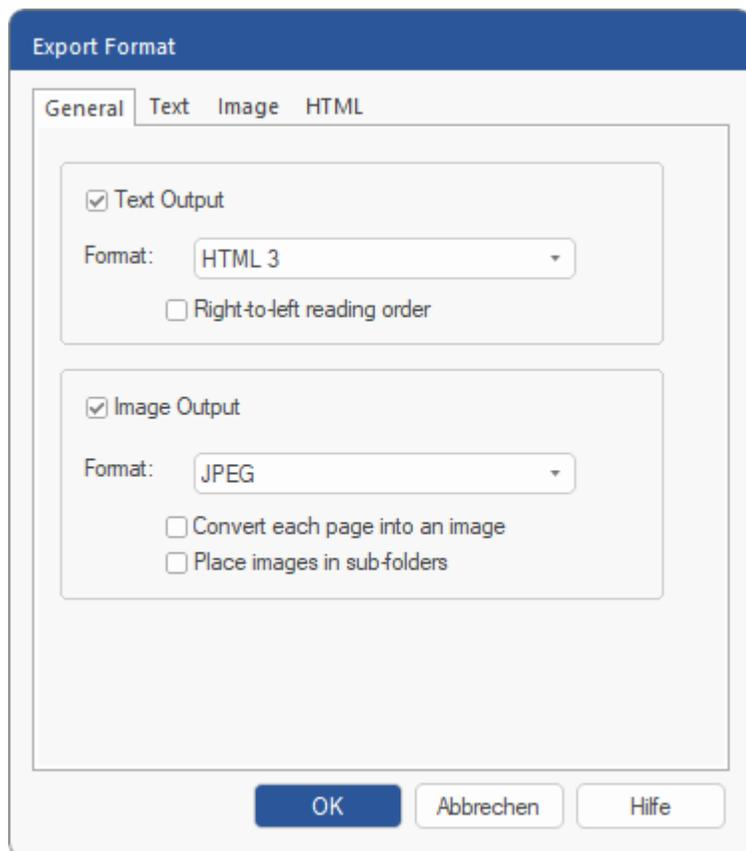 Export Format
General Text Image HTML
Text Output
Format: HTML 3
Right-to-left reading order
Image Output
Format: JPEG
Convert each page into an image
Place images in sub-folders
OK Abbrechen Hilfe